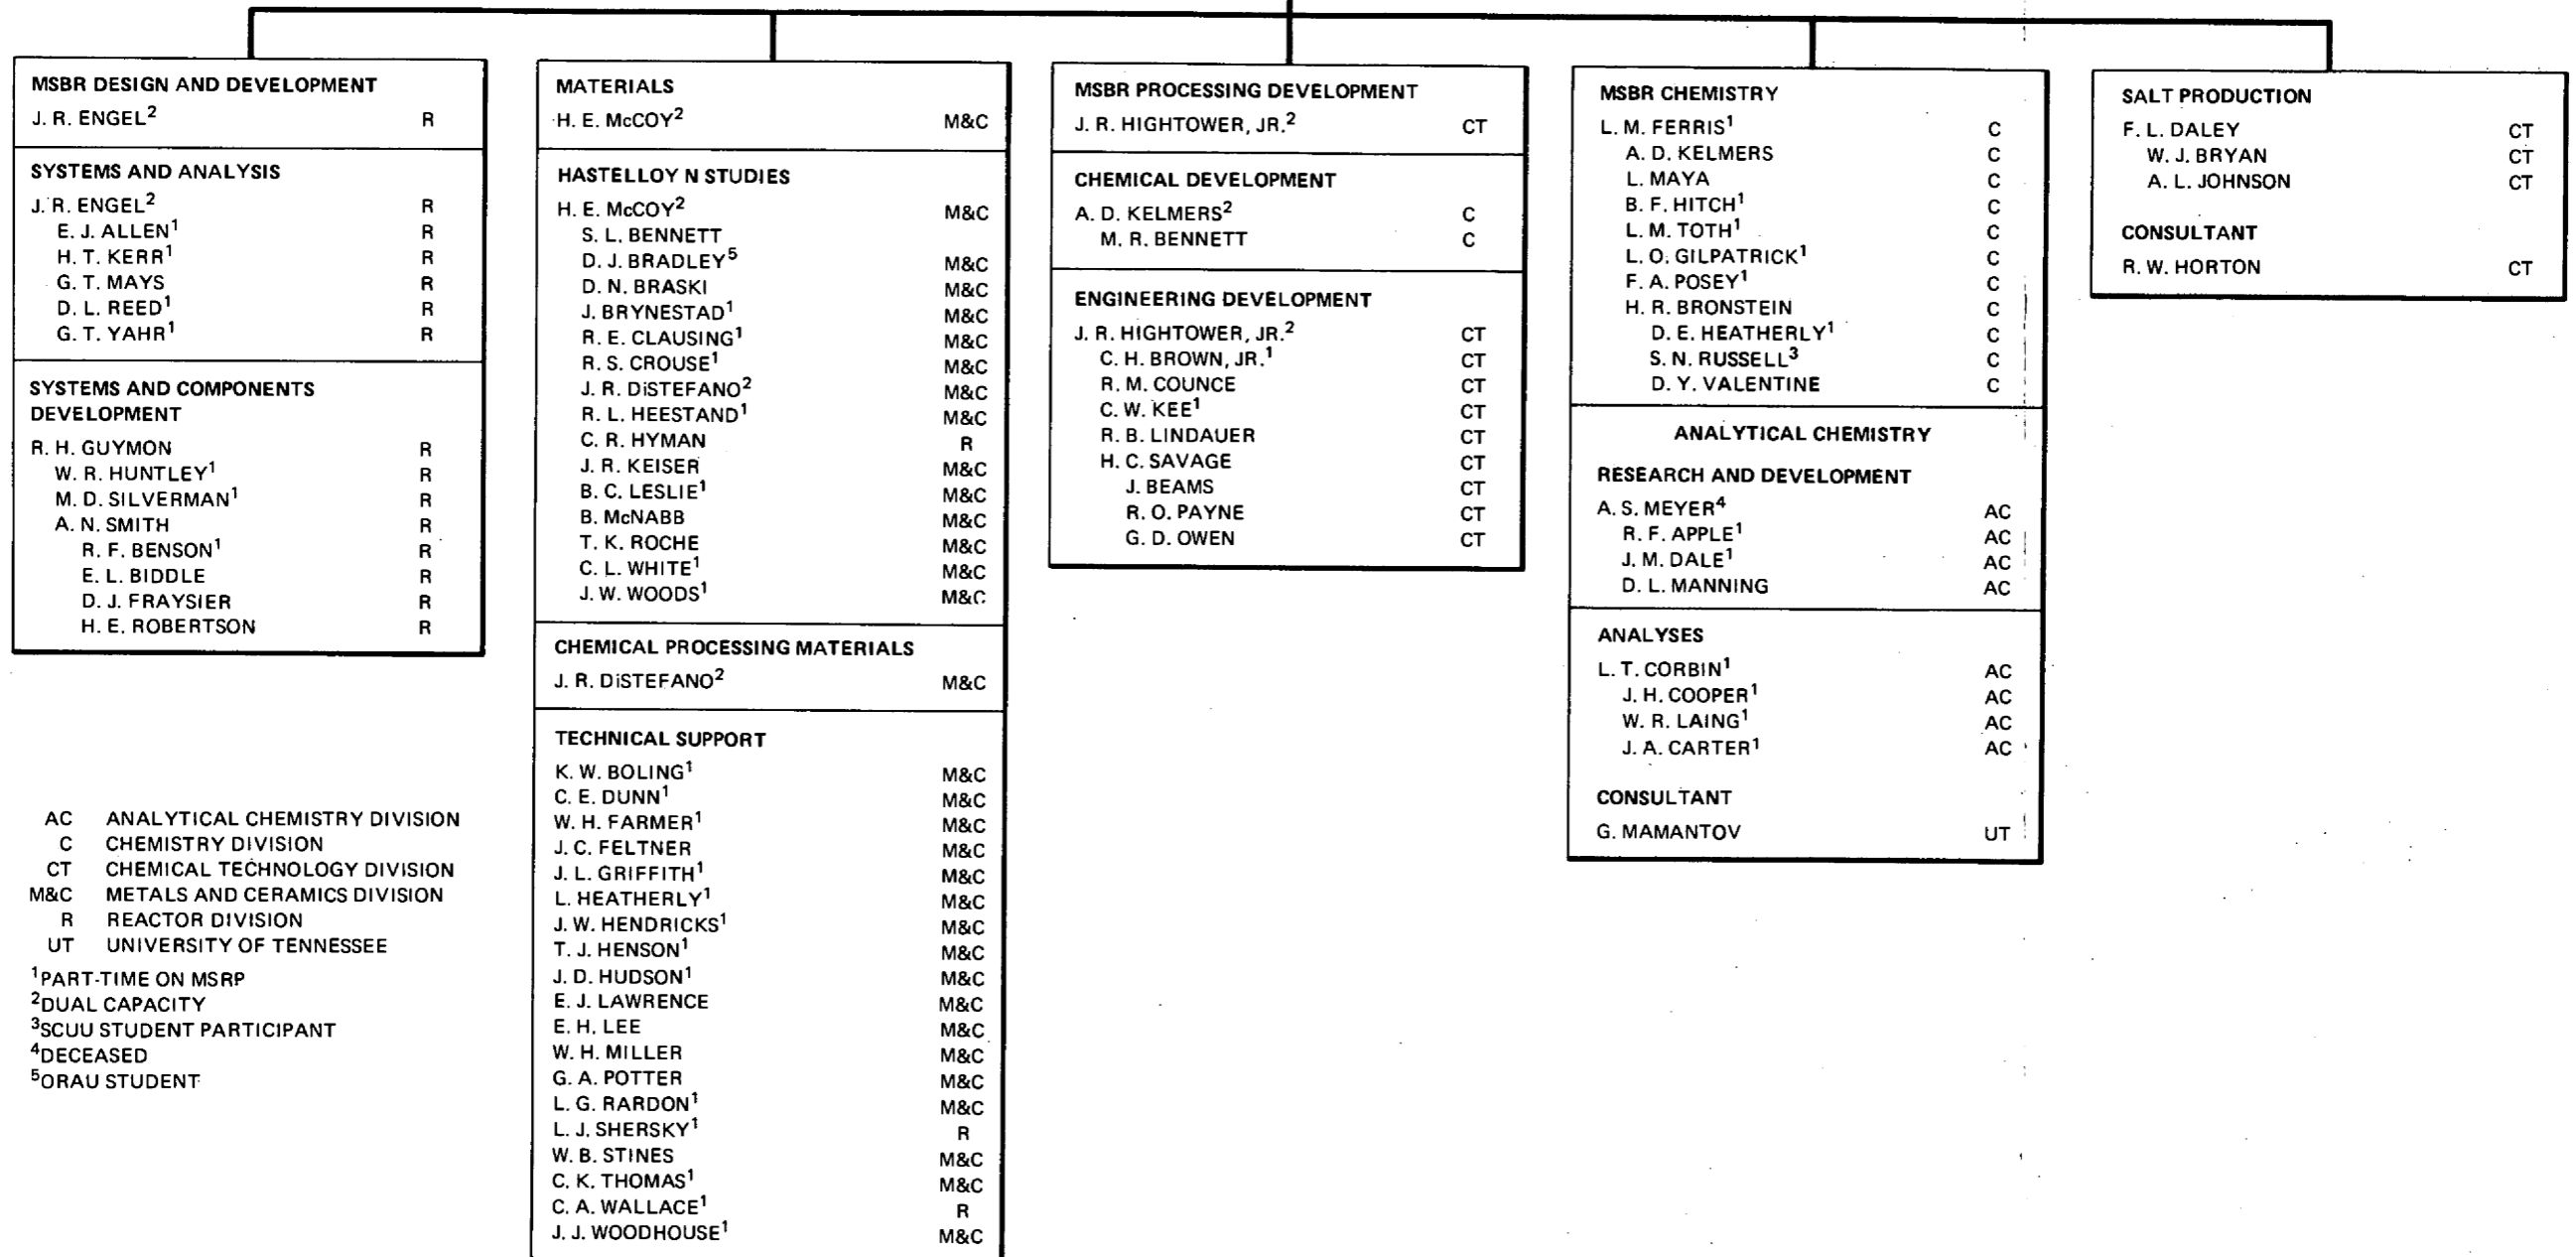 MSBR DESIGN AND DEVELOPMENT
J. R. ENGEL² R
SYSTEMS AND ANALYSIS
J. R. ENGEL² R
E. J. ALLEN¹ R
H. T. KERR¹ R
G. T. MAYS R
D. L. REED¹ R
G. T. YAHR¹ R
SYSTEMS AND COMPONENTS
DEVELOPMENT
R. H. GUYMON R
W. R. HUNTLEY¹ R
M. D. SILVERMAN¹ R
A. N. SMITH R
R. F. BENSON¹ R
E. L. BIDDLE R
D. J. FRAYSIER R
H. E. ROBERTSON R
AC ANALYTICAL CHEMISTRY DIVISION
C CHEMISTRY DIVISION
CT CHEMICAL TECHNOLOGY DIVISION
M&C METALS AND CERAMICS DIVISION
R REACTOR DIVISION
UT UNIVERSITY OF TENNESSEE
¹PART-TIME ON MSRP
²DUAL CAPACITY
³SCUU STUDENT PARTICIPANT
⁴DECEASED
⁵ORAU STUDENT
MATERIALS
H. E. McCOY² M&C
HASTELLOY N STUDIES
H. E. McCOY² M&C
S. L. BENNETT
D. J. BRADLEY⁵ M&C
D. N. BRASKI M&C
J. BRYNESTAD¹ M&C
R. E. CLAUSING¹ M&C
R. S. CROUSE¹ M&C
J. R. DiSTEFANO² M&C
R. L. HEESTAND¹ M&C
C. R. HYMAN R
J. R. KEISER M&C
B. C. LESLIE¹ M&C
B. McNABB M&C
T. K. ROCHE M&C
C. L. WHITE¹ M&C
J. W. WOODS¹ M&C
CHEMICAL PROCESSING MATERIALS
J. R. DiSTEFANO² M&C
TECHNICAL SUPPORT
K. W. BOLING¹ M&C
C. E. DUNN¹ M&C
W. H. FARMER¹ M&C
J. C. FELTNER M&C
J. L. GRIFFITH¹ M&C
L. HEATHERLY¹ M&C
J. W. HENDRICKS¹ M&C
T. J. HENSON¹ M&C
J. D. HUDSON¹ M&C
E. J. LAWRENCE M&C
E. H. LEE M&C
W. H. MILLER M&C
G. A. POTTER M&C
L. G. RARDON¹ M&C
L. J. SHERSKY¹ R
W. B. STINES M&C
C. K. THOMAS¹ M&C
C. A. WALLACE¹ R
J. J. WOODHOUSE¹ M&C
MSBR PROCESSING DEVELOPMENT
J. R. HIGHTOWER, JR.² CT
CHEMICAL DEVELOPMENT
A. D. KELMERS² C
M. R. BENNETT C
ENGINEERING DEVELOPMENT
J. R. HIGHTOWER, JR.² CT
C. H. BROWN, JR.¹ CT
R. M. COUNCE CT
C. W. KEE¹ CT
R. B. LINDAUER CT
H. C. SAVAGE CT
J. BEAMS CT
R. O. PAYNE CT
G. D. OWEN CT
MSBR CHEMISTRY
L. M. FERRIS¹ C
A. D. KELMERS C
L. MAYA C
B. F. HITCH¹ C
L. M. TOTH¹ C
L. O. GILPATRICK¹ C
F. A. POSEY¹ C
H. R. BRONSTEIN C
D. E. HEATHERLY¹ C
S. N. RUSSELL³ C
D. Y. VALENTINE C
ANALYTICAL CHEMISTRY
RESEARCH AND DEVELOPMENT
A. S. MEYER⁴ AC
R. F. APPLE¹ AC
J. M. DALE¹ AC
D. L. MANNING AC
ANALYSES
L. T. CORBIN¹ AC
J. H. COOPER¹ AC
W. R. LAING¹ AC
J. A. CARTER¹ AC
CONSULTANT
G. MAMANTOV UT
SALT PRODUCTION
F. L. DALEY CT
W. J. BRYAN CT
A. L. JOHNSON CT
CONSULTANT
R. W. HORTON CT